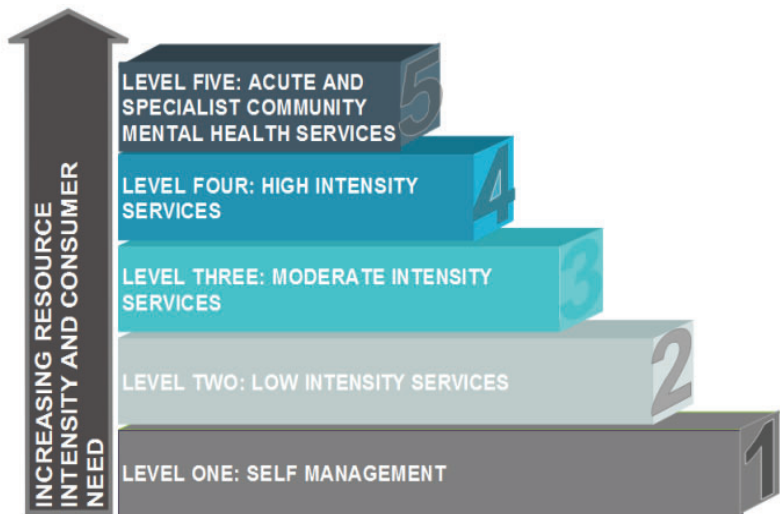 INCREASING RESOURCE
INTENSITY AND CONSUMER
NEED
LEVEL FIVE: ACUTE AND
SPECIALIST COMMUNITY
MENTAL HEALTH SERVICES
5
LEVEL FOUR: HIGH INTENSITY
SERVICES
4
LEVEL THREE: MODERATE INTENSITY
SERVICES
3
LEVEL TWO: LOW INTENSITY SERVICES
2
LEVEL ONE: SELF MANAGEMENT
1